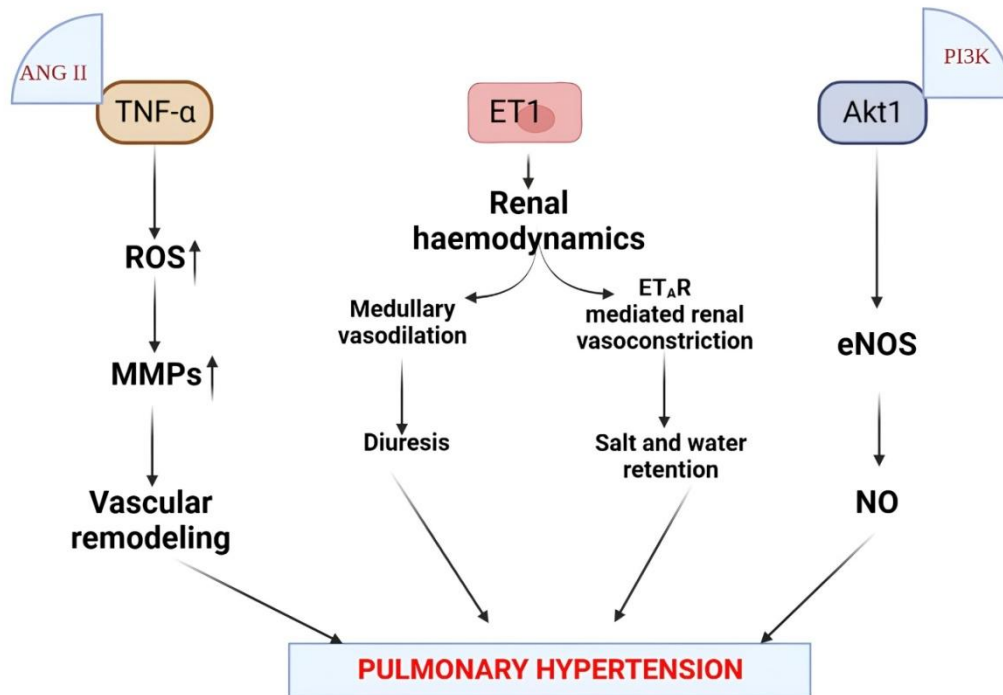 ANG II
TNF-α
ROS↑
MMPs↑
Vascular
remodeling
ET1
Renal
haemodynamics
Medullary
vasodilation
Diuresis
ET_AR
mediated renal
vasoconstriction
Salt and water
retention
PI3K
Akt1
eNOS
NO
PULMONARY HYPERTENSION